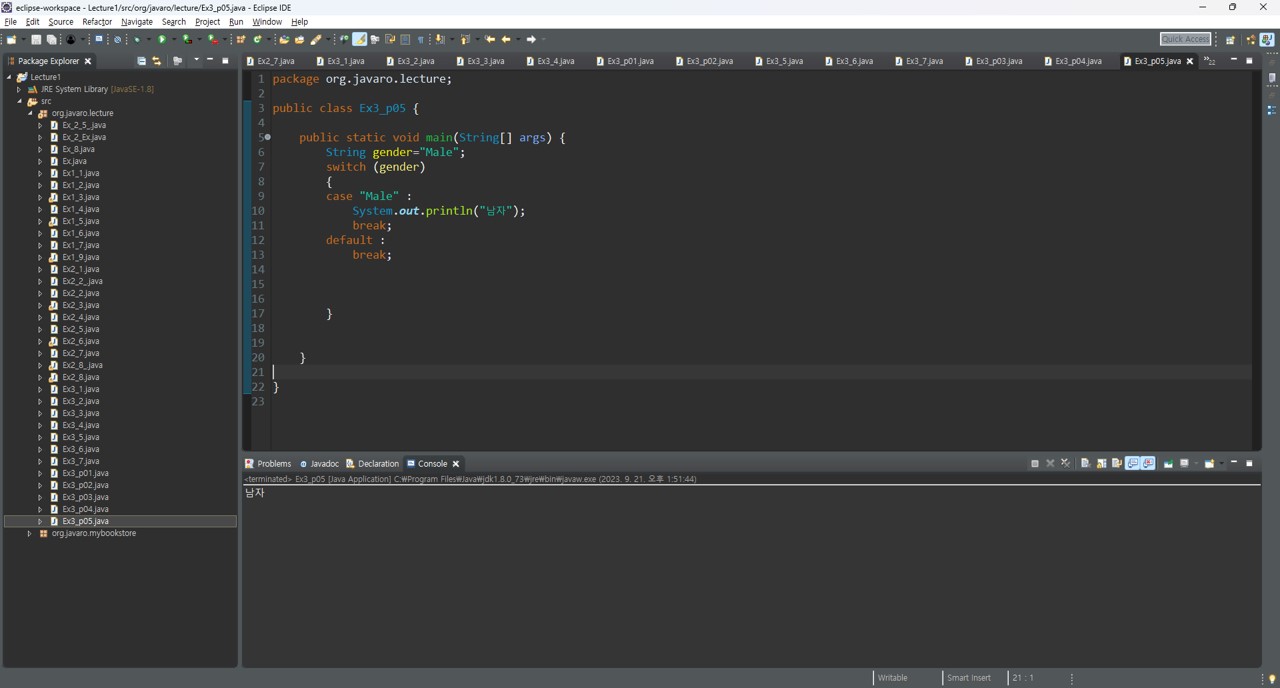 eclipse-workspace - Lecture1/src/org/javaro/lecture/Ex3_p05.java - Eclipse IDE
File Edit Source Refactor Navigate Search Project Run Window Help
Quick Access
Package Explorer
Ex2_7.java Ex3_1.java Ex3_2.java Ex3_3.java Ex3_4.java Ex3_p01.java Ex3_p02.java Ex3_5.java Ex3_6.java Ex3_7.java Ex3_p03.java Ex3_p04.java Ex3_p05.java »22
Lecture1
JRE System Library [JavaSE-1.8]
src
org.javaro.lecture
Ex_2_5_.java
Ex_2_Ex.java
Ex_8.java
Ex.java
Ex1_1.java
Ex1_2.java
Ex1_3.java
Ex1_4.java
Ex1_5.java
Ex1_6.java
Ex1_7.java
Ex1_9.java
Ex2_1.java
Ex2_2_.java
Ex2_2.java
Ex2_3.java
Ex2_4.java
Ex2_5.java
Ex2_6.java
Ex2_7.java
Ex2_8_.java
Ex2_8.java
Ex3_1.java
Ex3_2.java
Ex3_3.java
Ex3_4.java
Ex3_5.java
Ex3_6.java
Ex3_7.java
Ex3_p01.java
Ex3_p02.java
Ex3_p03.java
Ex3_p04.java
Ex3_p05.java
org.javaro.mybookstore
1 package org.javaro.lecture;
2
3 public class Ex3_p05 {
4
5 public static void main(String[] args) {
6 String gender="Male";
7 switch (gender)
8 {
9 case "Male" :
10 System.out.println("남자");
11 break;
12 default :
13 break;
14
15
16
17 }
18
19
20 }
21
22 }
23
Problems Javadoc Declaration Console
<terminated> Ex3_p05 [Java Application] C:₩Program Files₩Java₩jdk1.8.0_73₩jre₩bin₩javaw.exe (2023. 9. 21. 오후 1:51:44)
남자
Writable Smart Insert 21 : 1